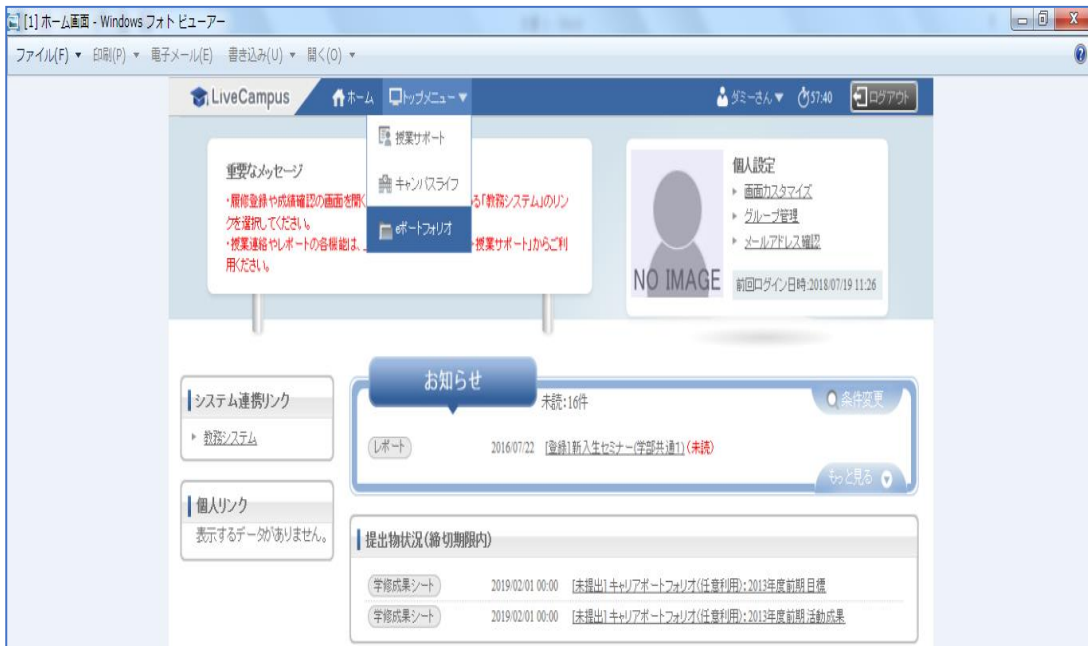 [1] ホーム画面 - Windows フォト ビューアー
ファイル(F) 印刷(P) 電子メール(E) 書き込み(U) 開く(O)
LiveCampus ホーム トップメニュー ダミーさん 57:40 ログアウト
授業サポート
キャンパスライフ
eポートフォリオ
重要なメッセージ
・履修登録や成績確認の画面を開く る「教務システム」のリン
クを選択してください。
・授業連絡やレポートの各機能は、 ・授業サポート」からご利
用ください。
NO IMAGE
個人設定
画面カスタマイズ
グループ管理
メールアドレス確認
前回ログイン日時:2018/07/19 11:26
システム連携リンク
教務システム
個人リンク
表示するデータがありません。
お知らせ
未読:16件
条件変更
レポート 2016/07/22 [登録]新入生セミナー(学部共通1)(未読)
もっと見る
提出物状況(締切期限内)
学修成果シート 2019/02/01 00:00 [未提出]キャリアポートフォリオ(任意利用):2013年度前期目標
学修成果シート 2019/02/01 00:00 [未提出]キャリアポートフォリオ(任意利用):2013年度前期活動成果